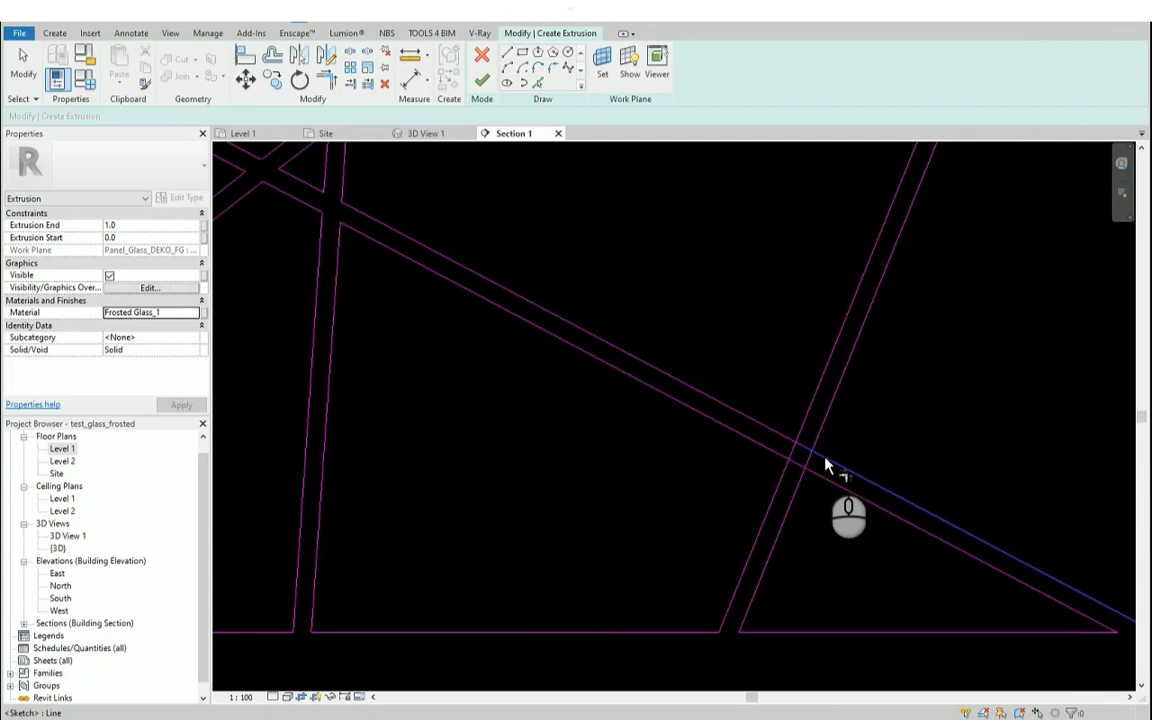 File Create Insert Annotate View Manage Add-Ins Enscape™ Lumion® NBS TOOLS 4 BIM V-Ray Modify | Create Extrusion
Modify Paste Cut Join Create Set Show Viewer
Select Properties Clipboard Geometry Modify Measure Create Mode Draw Work Plane
Modify | Create Extrusion
Properties Level 1 Site 3D View 1 Section 1
R
Extrusion Edit Type
Constraints
Extrusion End 1.0
Extrusion Start 0.0
Work Plane Panel_Glass_DEKO_FG : ...
Graphics
Visible
Visibility/Graphics Over... Edit...
Materials and Finishes
Material Frosted Glass_1
Identity Data
Subcategory <None>
Solid/Void Solid
Properties help Apply
Project Browser - test_glass_frosted
Floor Plans
Level 1
Level 2
Site
Ceiling Plans
Level 1
Level 2
3D Views
3D View 1
{3D}
Elevations (Building Elevation)
East
North
South
West
Sections (Building Section)
Legends
Schedules/Quantities (all)
Sheets (all)
Families
Groups
Revit Links
1 : 100
<Sketch> : Line
:0